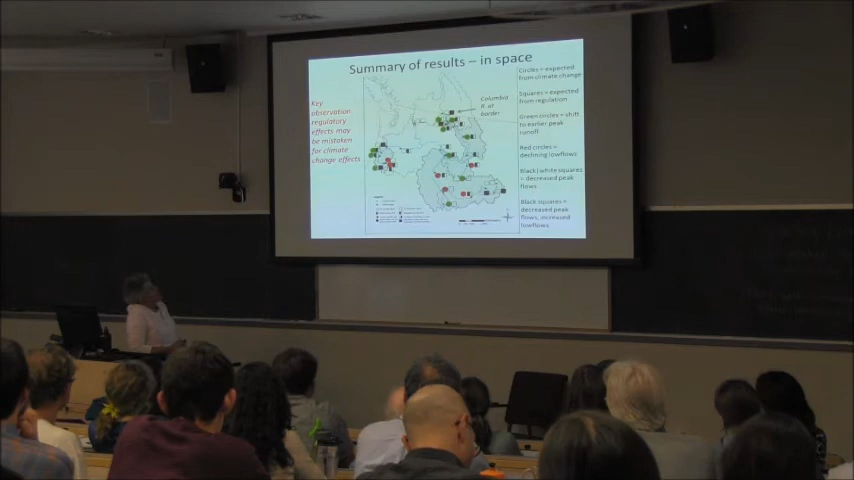 Summary of results – in space
Key
observation
regulatory
effects may
be mistaken
for climate
change effects
Columbia
R. at
border
Circles = expected
from climate change
Squares = expected
from regulation
Green circles = shift
to earlier peak
runoff
Red circles =
declining lowflows
Black|white squares
= decreased peak
flows
Black squares =
decreased peak
flows, increased
lowflows